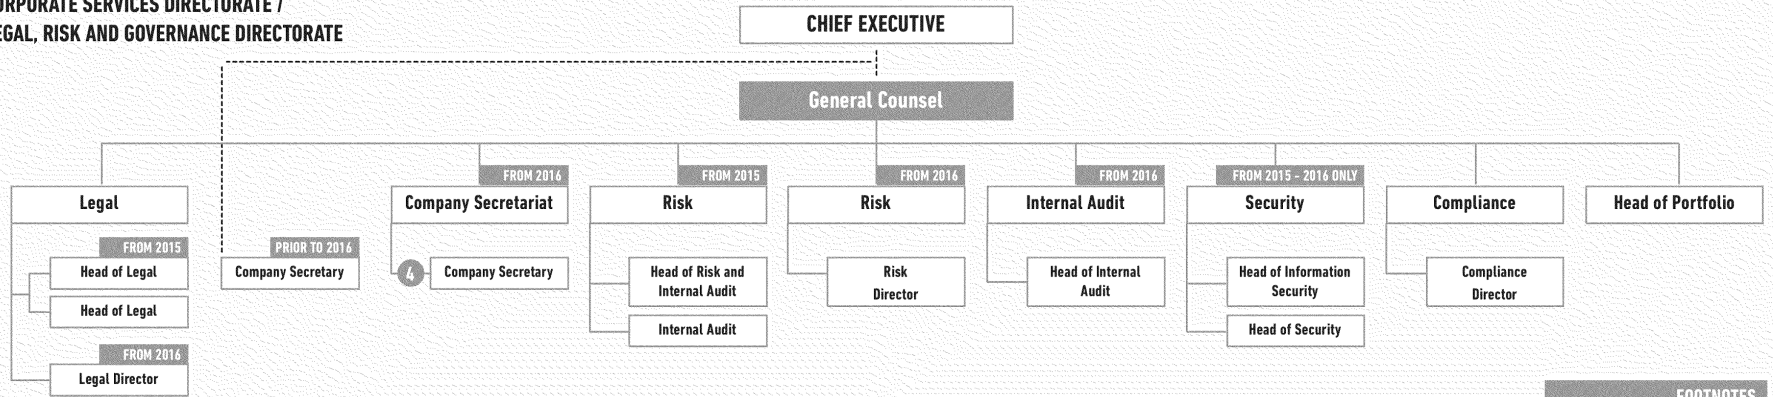 ORPORATE SERVICES DIRECTORATE /
EGAL, RISK AND GOVERNANCE DIRECTORATE
CHIEF EXECUTIVE
General Counsel
Legal
FROM 2015
Head of Legal
Head of Legal
FROM 2016
Legal Director
PRIOR TO 2016
Company Secretary
FROM 2016
Company Secretariat
4
Company Secretary
FROM 2015
Risk
Head of Risk and
Internal Audit
Internal Audit
FROM 2016
Risk
Risk
Director
FROM 2016
Internal Audit
Head of Internal
Audit
FROM 2015 - 2016 ONLY
Security
Head of Information
Security
Head of Security
Compliance
Compliance
Director
Head of Portfolio
FOOTNOTES